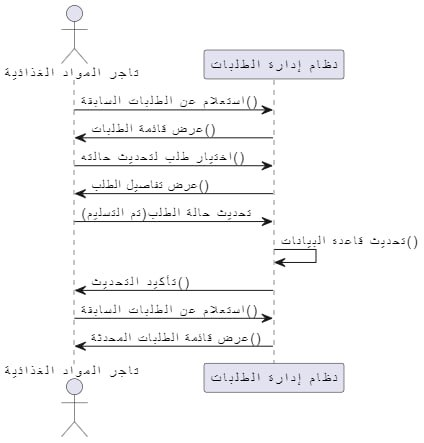 تاجر المواد الغذائية
نظام إدارة الطلبات
استعلام عن الطلبات السابقة()
عرض قائمة الطلبات()
اختيار طلب لتحديث حالته()
عرض تفاصيل الطلب()
تحديث حالة الطلب(تم التسليم)
تحديث قاعدة البيانات()
تأكيد التحديث()
استعلام عن الطلبات السابقة()
عرض قائمة الطلبات المحدثة()
تاجر المواد الغذائية
نظام إدارة الطلبات